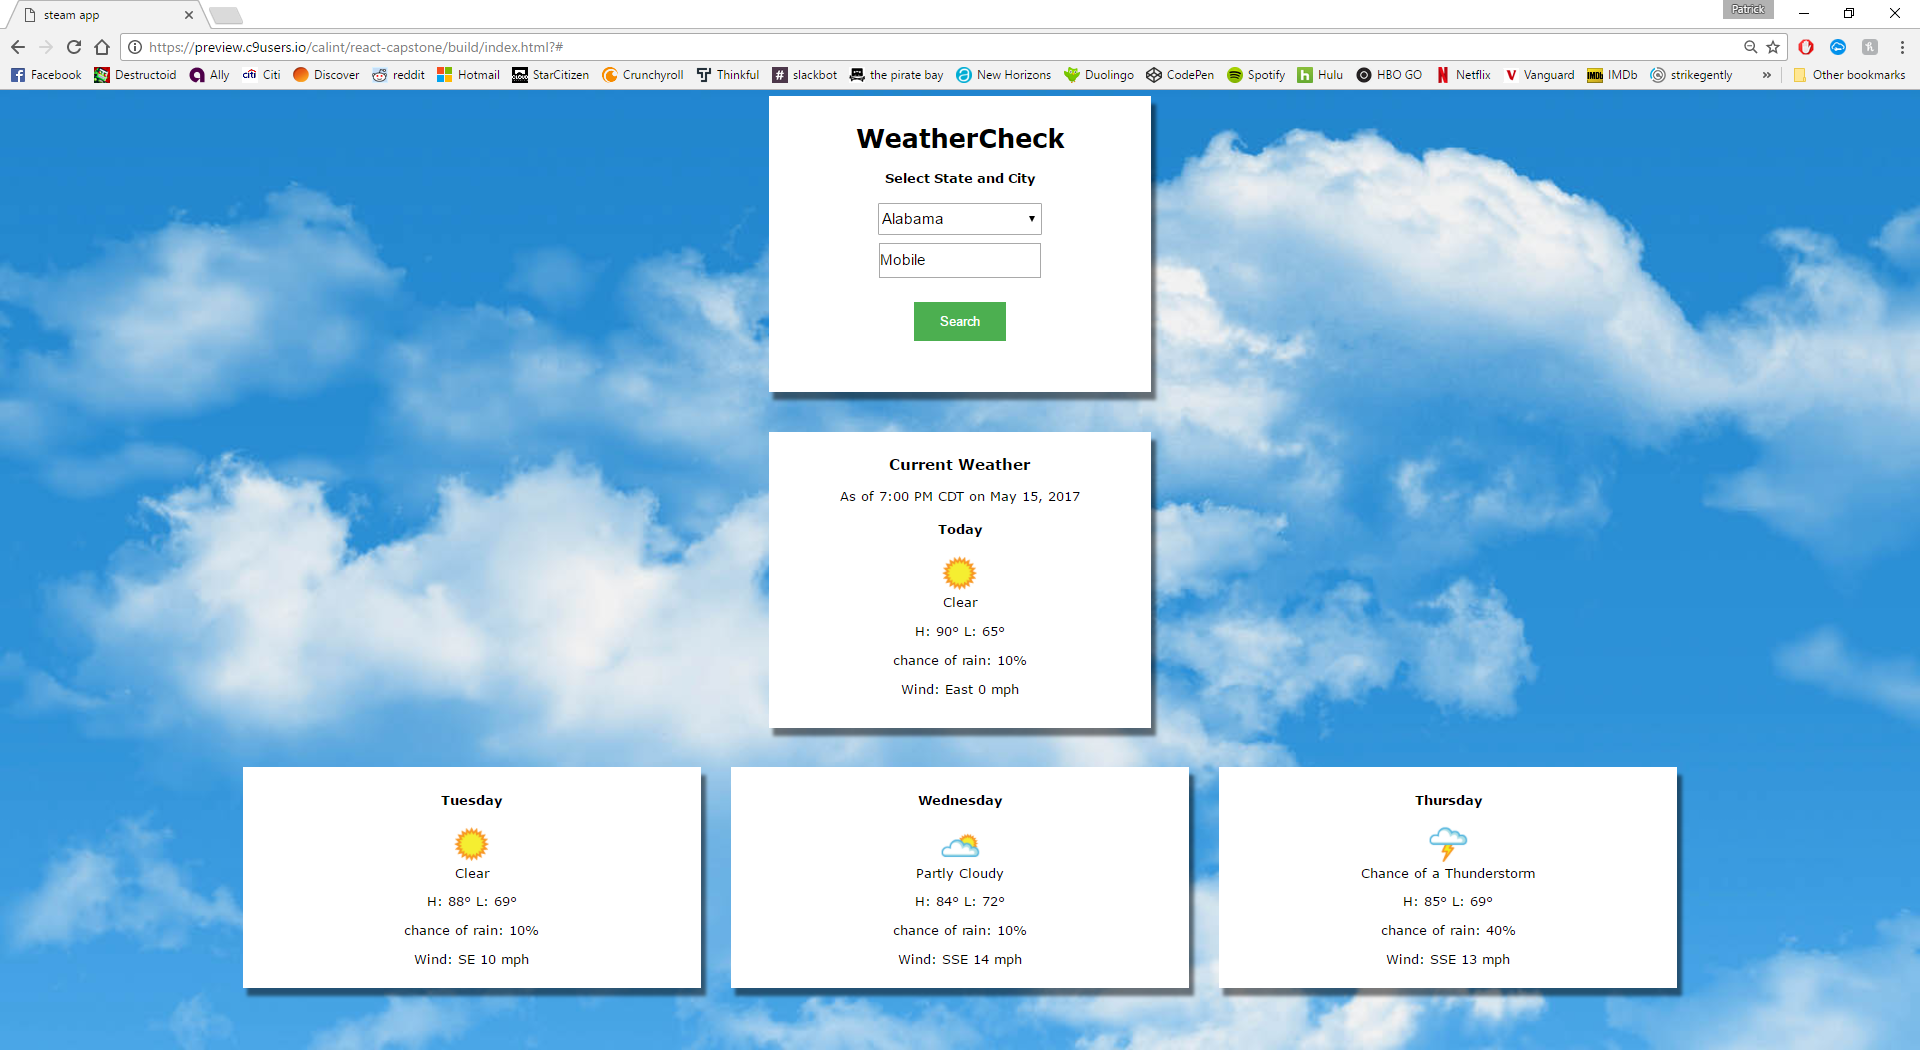 steam app
Patrick
https://preview.c9users.io/calint/react-capstone/build/index.html?#
Facebook Destructoid Ally citi Citi Discover reddit Hotmail CLOUD StarCitizen Crunchyroll Thinkful # slackbot the pirate bay New Horizons Duolingo CodePen Spotify h Hulu HBO GO N Netflix V Vanguard IMDb IMDb strikegently » Other bookmarks
WeatherCheck
Select State and City
Alabama
Mobile
Search
Current Weather
As of 7:00 PM CDT on May 15, 2017
Today
Clear
H: 90° L: 65°
chance of rain: 10%
Wind: East 0 mph
Tuesday
Clear
H: 88° L: 69°
chance of rain: 10%
Wind: SE 10 mph
Wednesday
Partly Cloudy
H: 84° L: 72°
chance of rain: 10%
Wind: SSE 14 mph
Thursday
Chance of a Thunderstorm
H: 85° L: 69°
chance of rain: 40%
Wind: SSE 13 mph